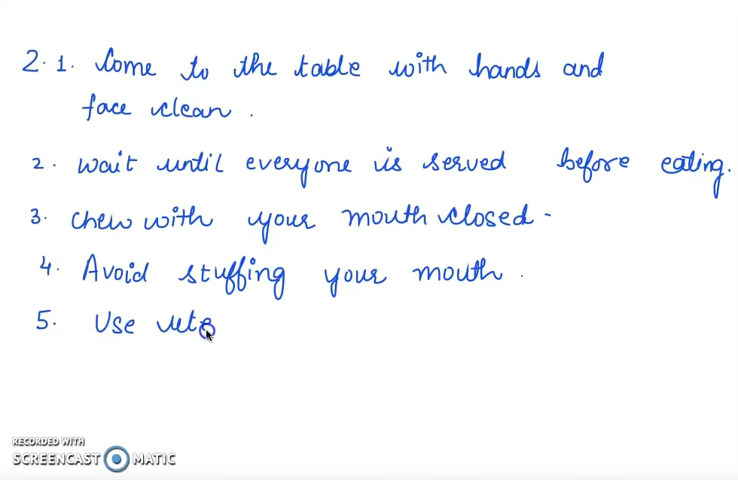 2. 1. Come to the table with hands and
face clean.
2. wait until everyone is served before eating.
3. chew with your mouth closed -
4. Avoid stuffing your mouth.
5. Use ute
RECORDED WITH
SCREENCAST MATIC